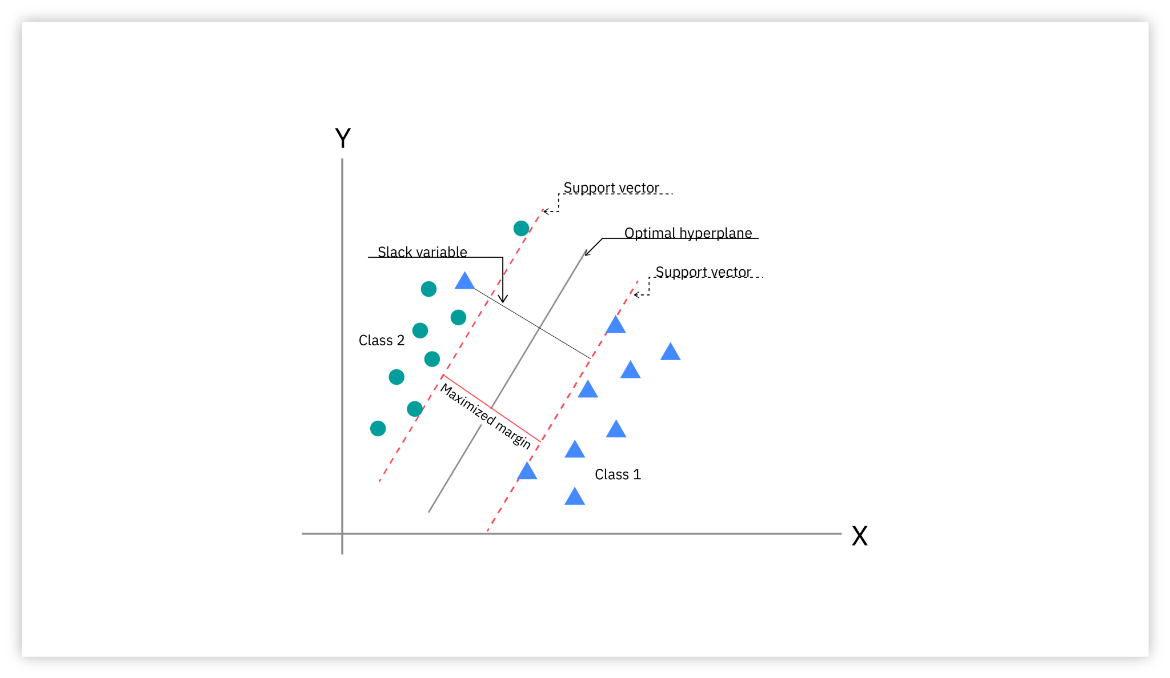 Y
Support vector
Optimal hyperplane
Slack variable
Support vector
Class 2
Maximized margin
Class 1
X